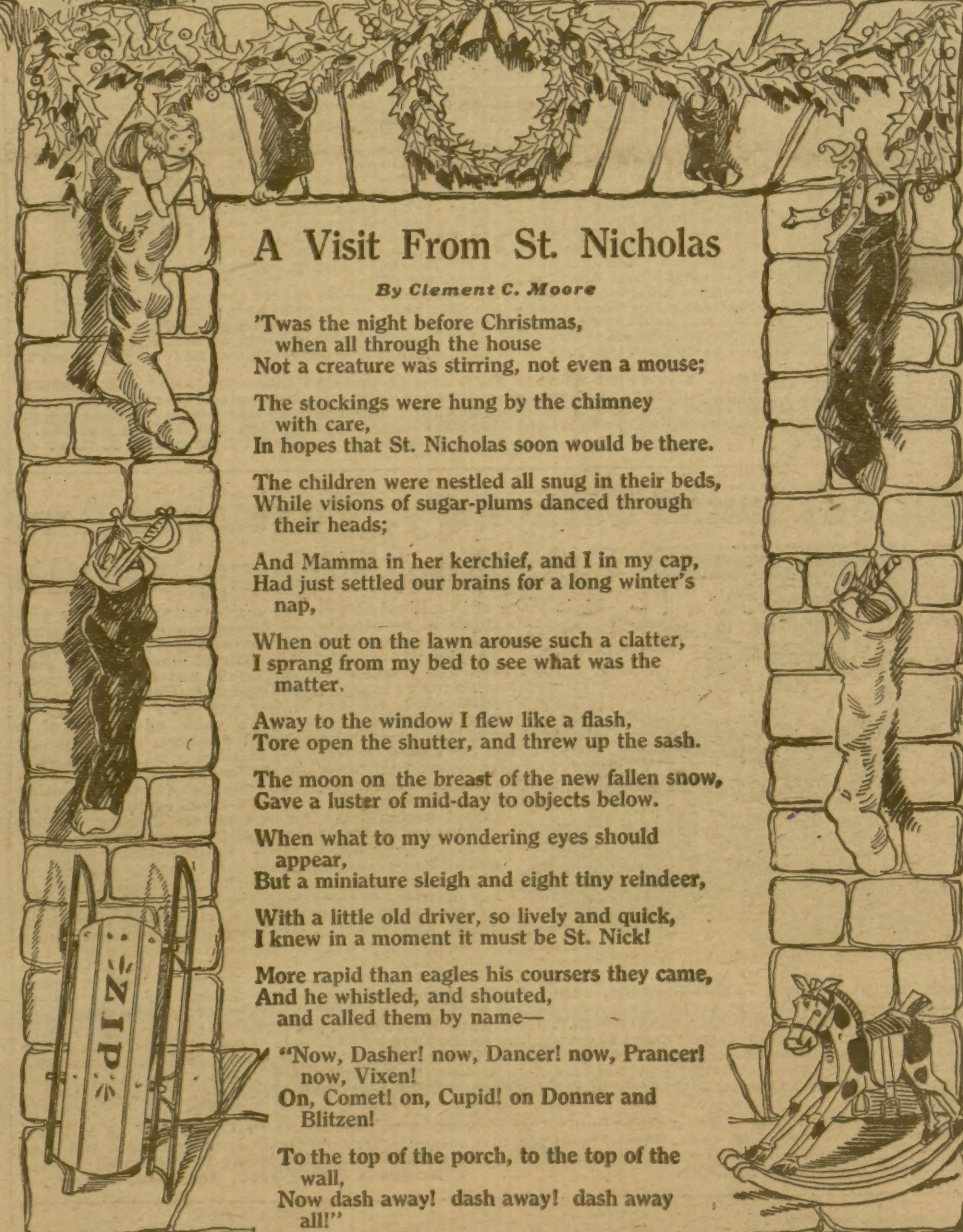 A Visit From St. Nicholas
By Clement C. Moore
'Twas the night before Christmas,
when all through the house
Not a creature was stirring, not even a mouse;
The stockings were hung by the chimney
with care,
In hopes that St. Nicholas soon would be there.
The children were nestled all snug in their beds,
While visions of sugar-plums danced through
their heads;
And Mamma in her kerchief, and I in my cap,
Had just settled our brains for a long winter's
nap,
When out on the lawn arouse such a clatter,
I sprang from my bed to see what was the
matter.
Away to the window I flew like a flash,
Tore open the shutter, and threw up the sash.
The moon on the breast of the new fallen snow,
Gave a luster of mid-day to objects below.
When what to my wondering eyes should
appear,
But a miniature sleigh and eight tiny reindeer,
With a little old driver, so lively and quick,
I knew in a moment it must be St. Nick!
More rapid than eagles his coursers they came,
And he whistled, and shouted,
and called them by name—
"Now, Dasher! now, Dancer! now, Prancer!
now, Vixen!
On, Comet! on, Cupid! on Donner and
Blitzen!
To the top of the porch, to the top of the
wall,
Now dash away! dash away! dash away
all!"
ZIP